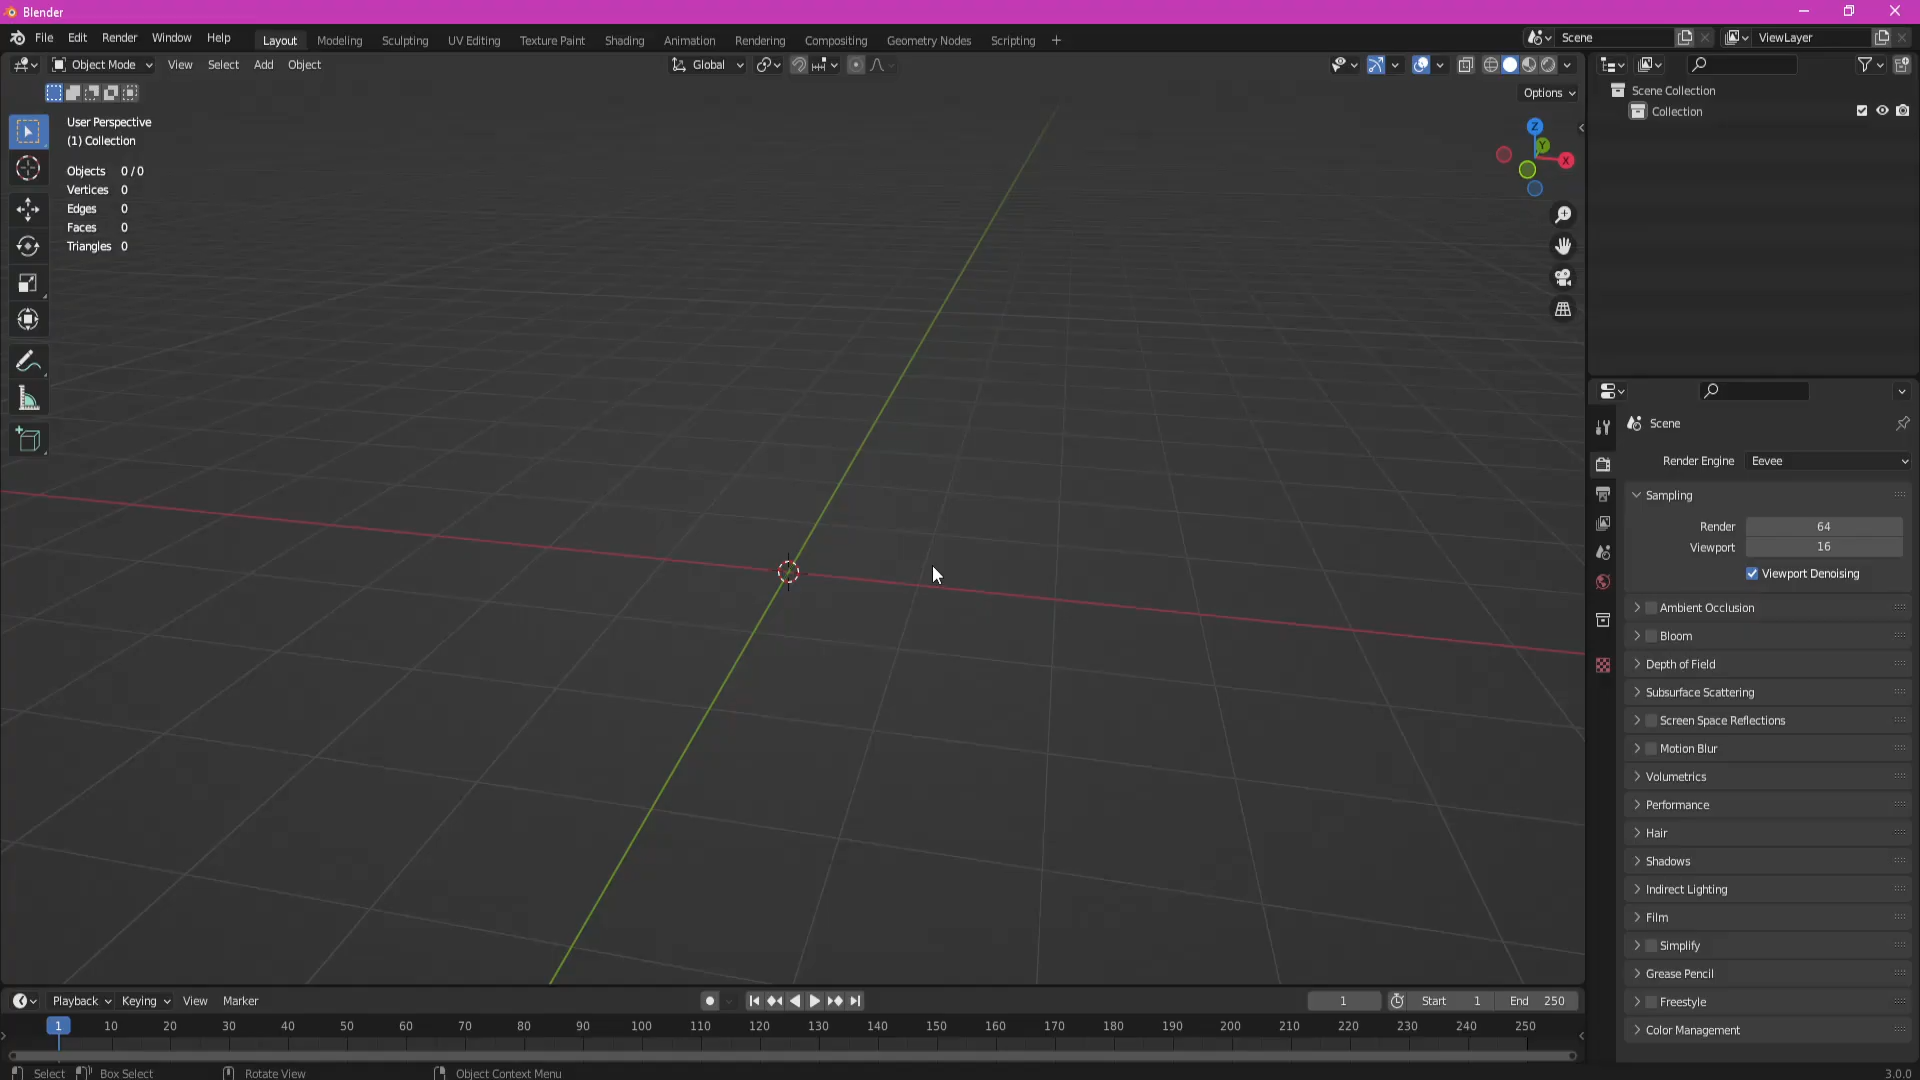 Blender
File Edit Render Window Help Layout Modeling Sculpting UV Editing Texture Paint Shading Animation Rendering Compositing Geometry Nodes Scripting + Scene ViewLayer
Object Mode View Select Add Object Global
Options
User Perspective
(1) Collection
Objects 0 / 0
Vertices 0
Edges 0
Faces 0
Triangles 0
Z
Y
X
Scene Collection
Collection
Scene
Render Engine Eevee
Sampling
Render 64
Viewport 16
Viewport Denoising
Ambient Occlusion
Bloom
Depth of Field
Subsurface Scattering
Screen Space Reflections
Motion Blur
Volumetrics
Performance
Hair
Shadows
Indirect Lighting
Film
Simplify
Grease Pencil
Freestyle
Color Management
Playback Keying View Marker 1 Start 1 End 250
1 10 20 30 40 50 60 70 80 90 100 110 120 130 140 150 160 170 180 190 200 210 220 230 240 250
Select Box Select Rotate View Object Context Menu 3.0.0